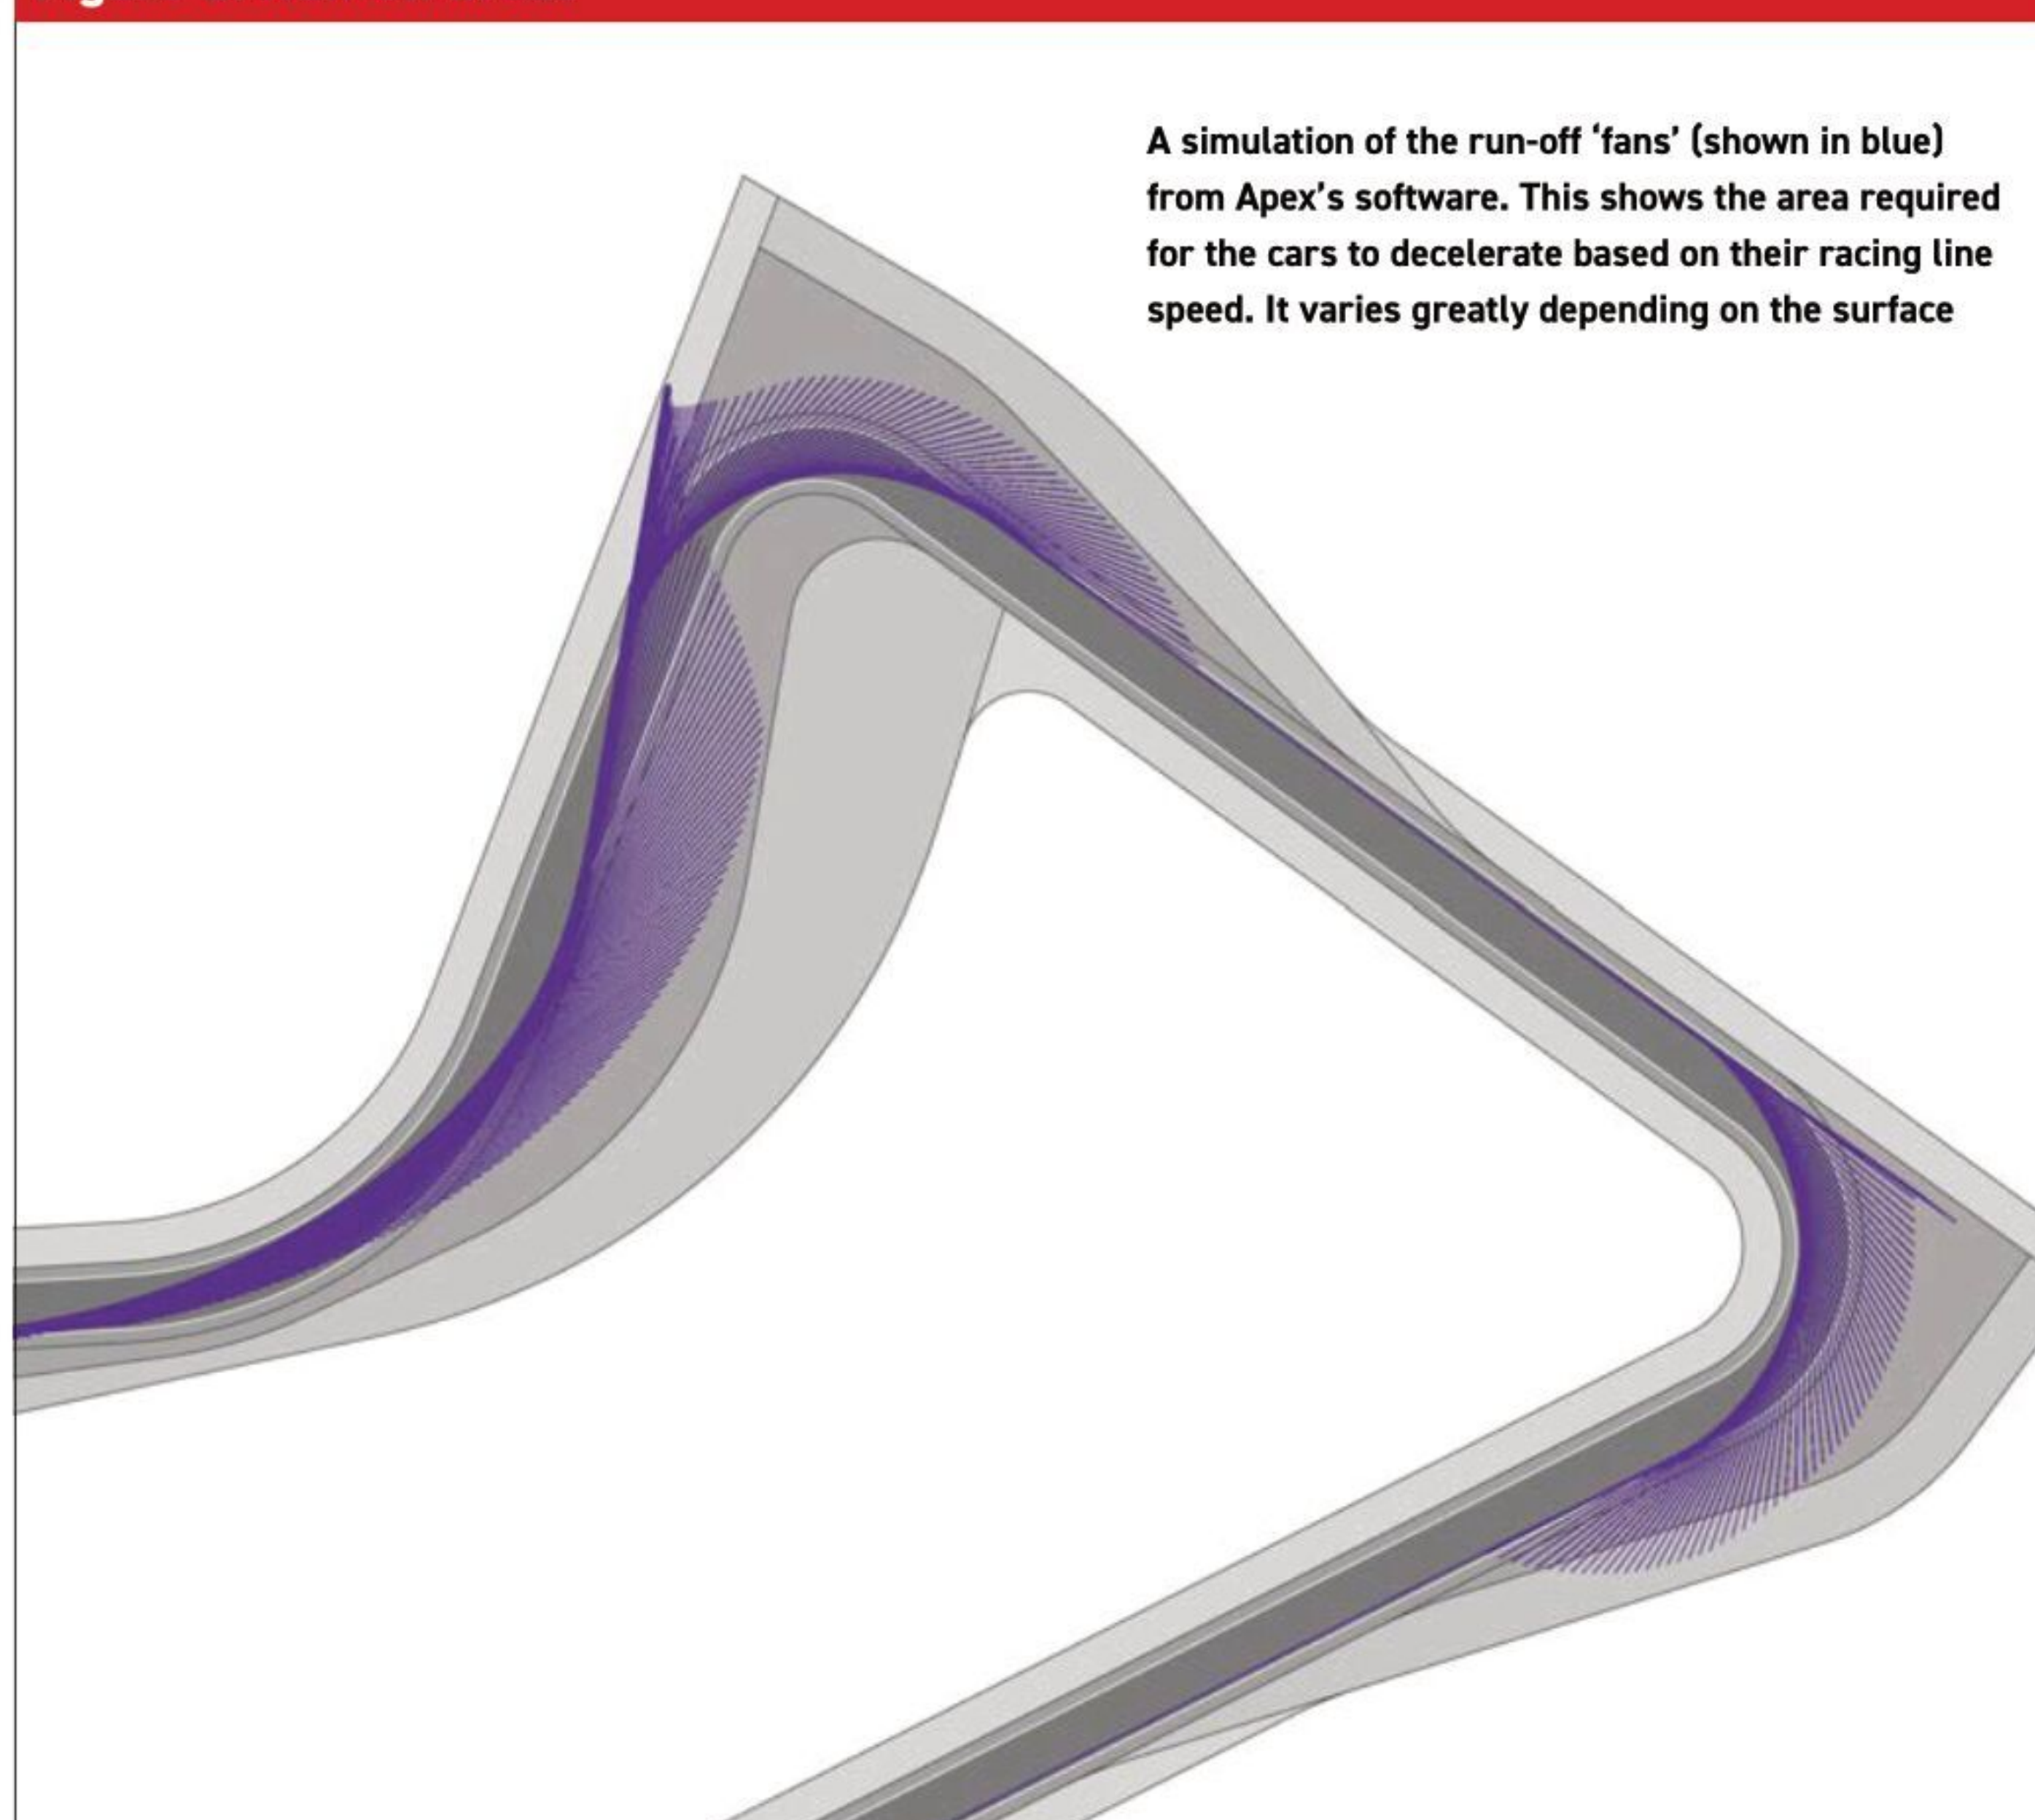 A simulation of the run-off ‘fans’ (shown in blue)
from Apex’s software. This shows the area required
for the cars to decelerate based on their racing line
speed. It varies greatly depending on the surface